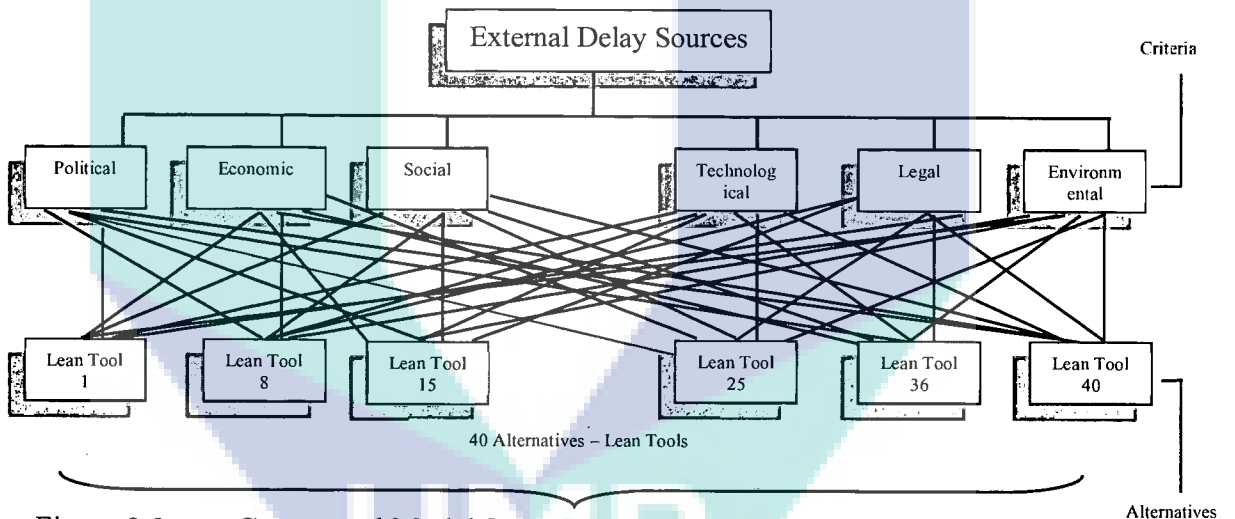 External Delay Sources
Criteria
Political
Economic
Social
Technolog
ical
Legal
Environm
ental
Lean Tool
1
Lean Tool
8
Lean Tool
15
Lean Tool
25
Lean Tool
36
Lean Tool
40
40 Alternatives – Lean Tools
Alternatives